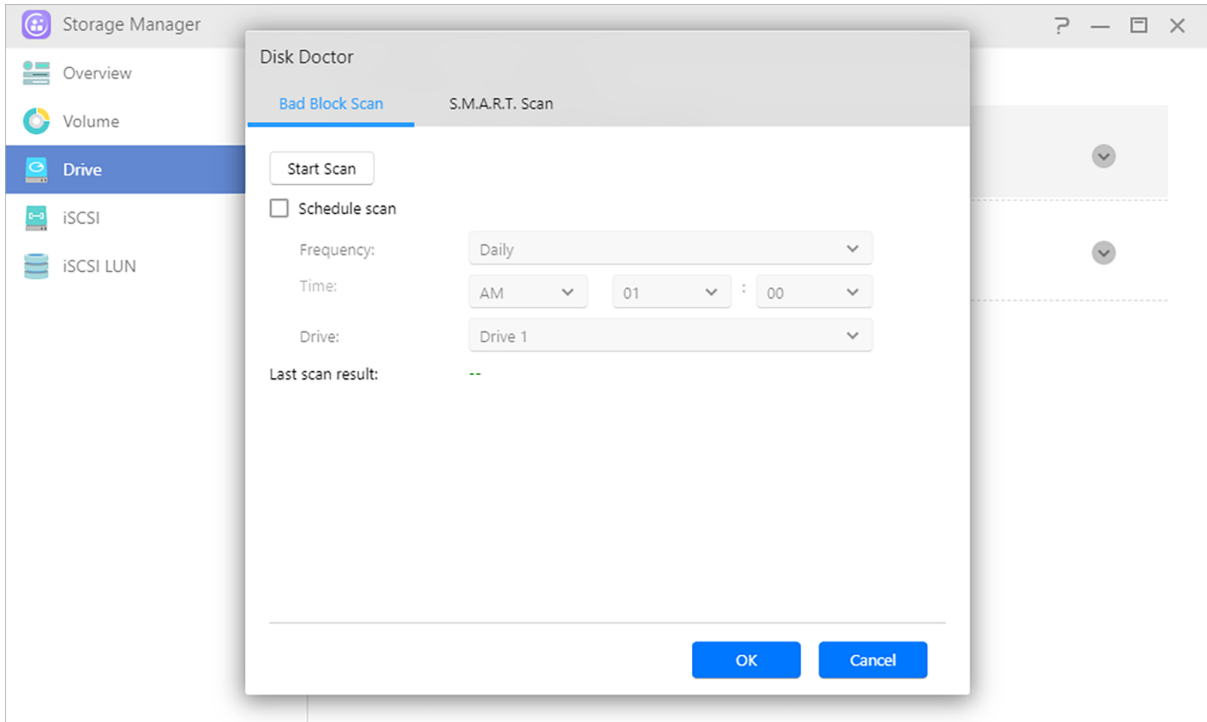 Storage Manager
Overview
Volume
Drive
iSCSI
iSCSI LUN
Disk Doctor
Bad Block Scan S.M.A.R.T. Scan
Start Scan
Schedule scan
Frequency: Daily
Time: AM 01 : 00
Drive: Drive 1
Last scan result: --
OK Cancel